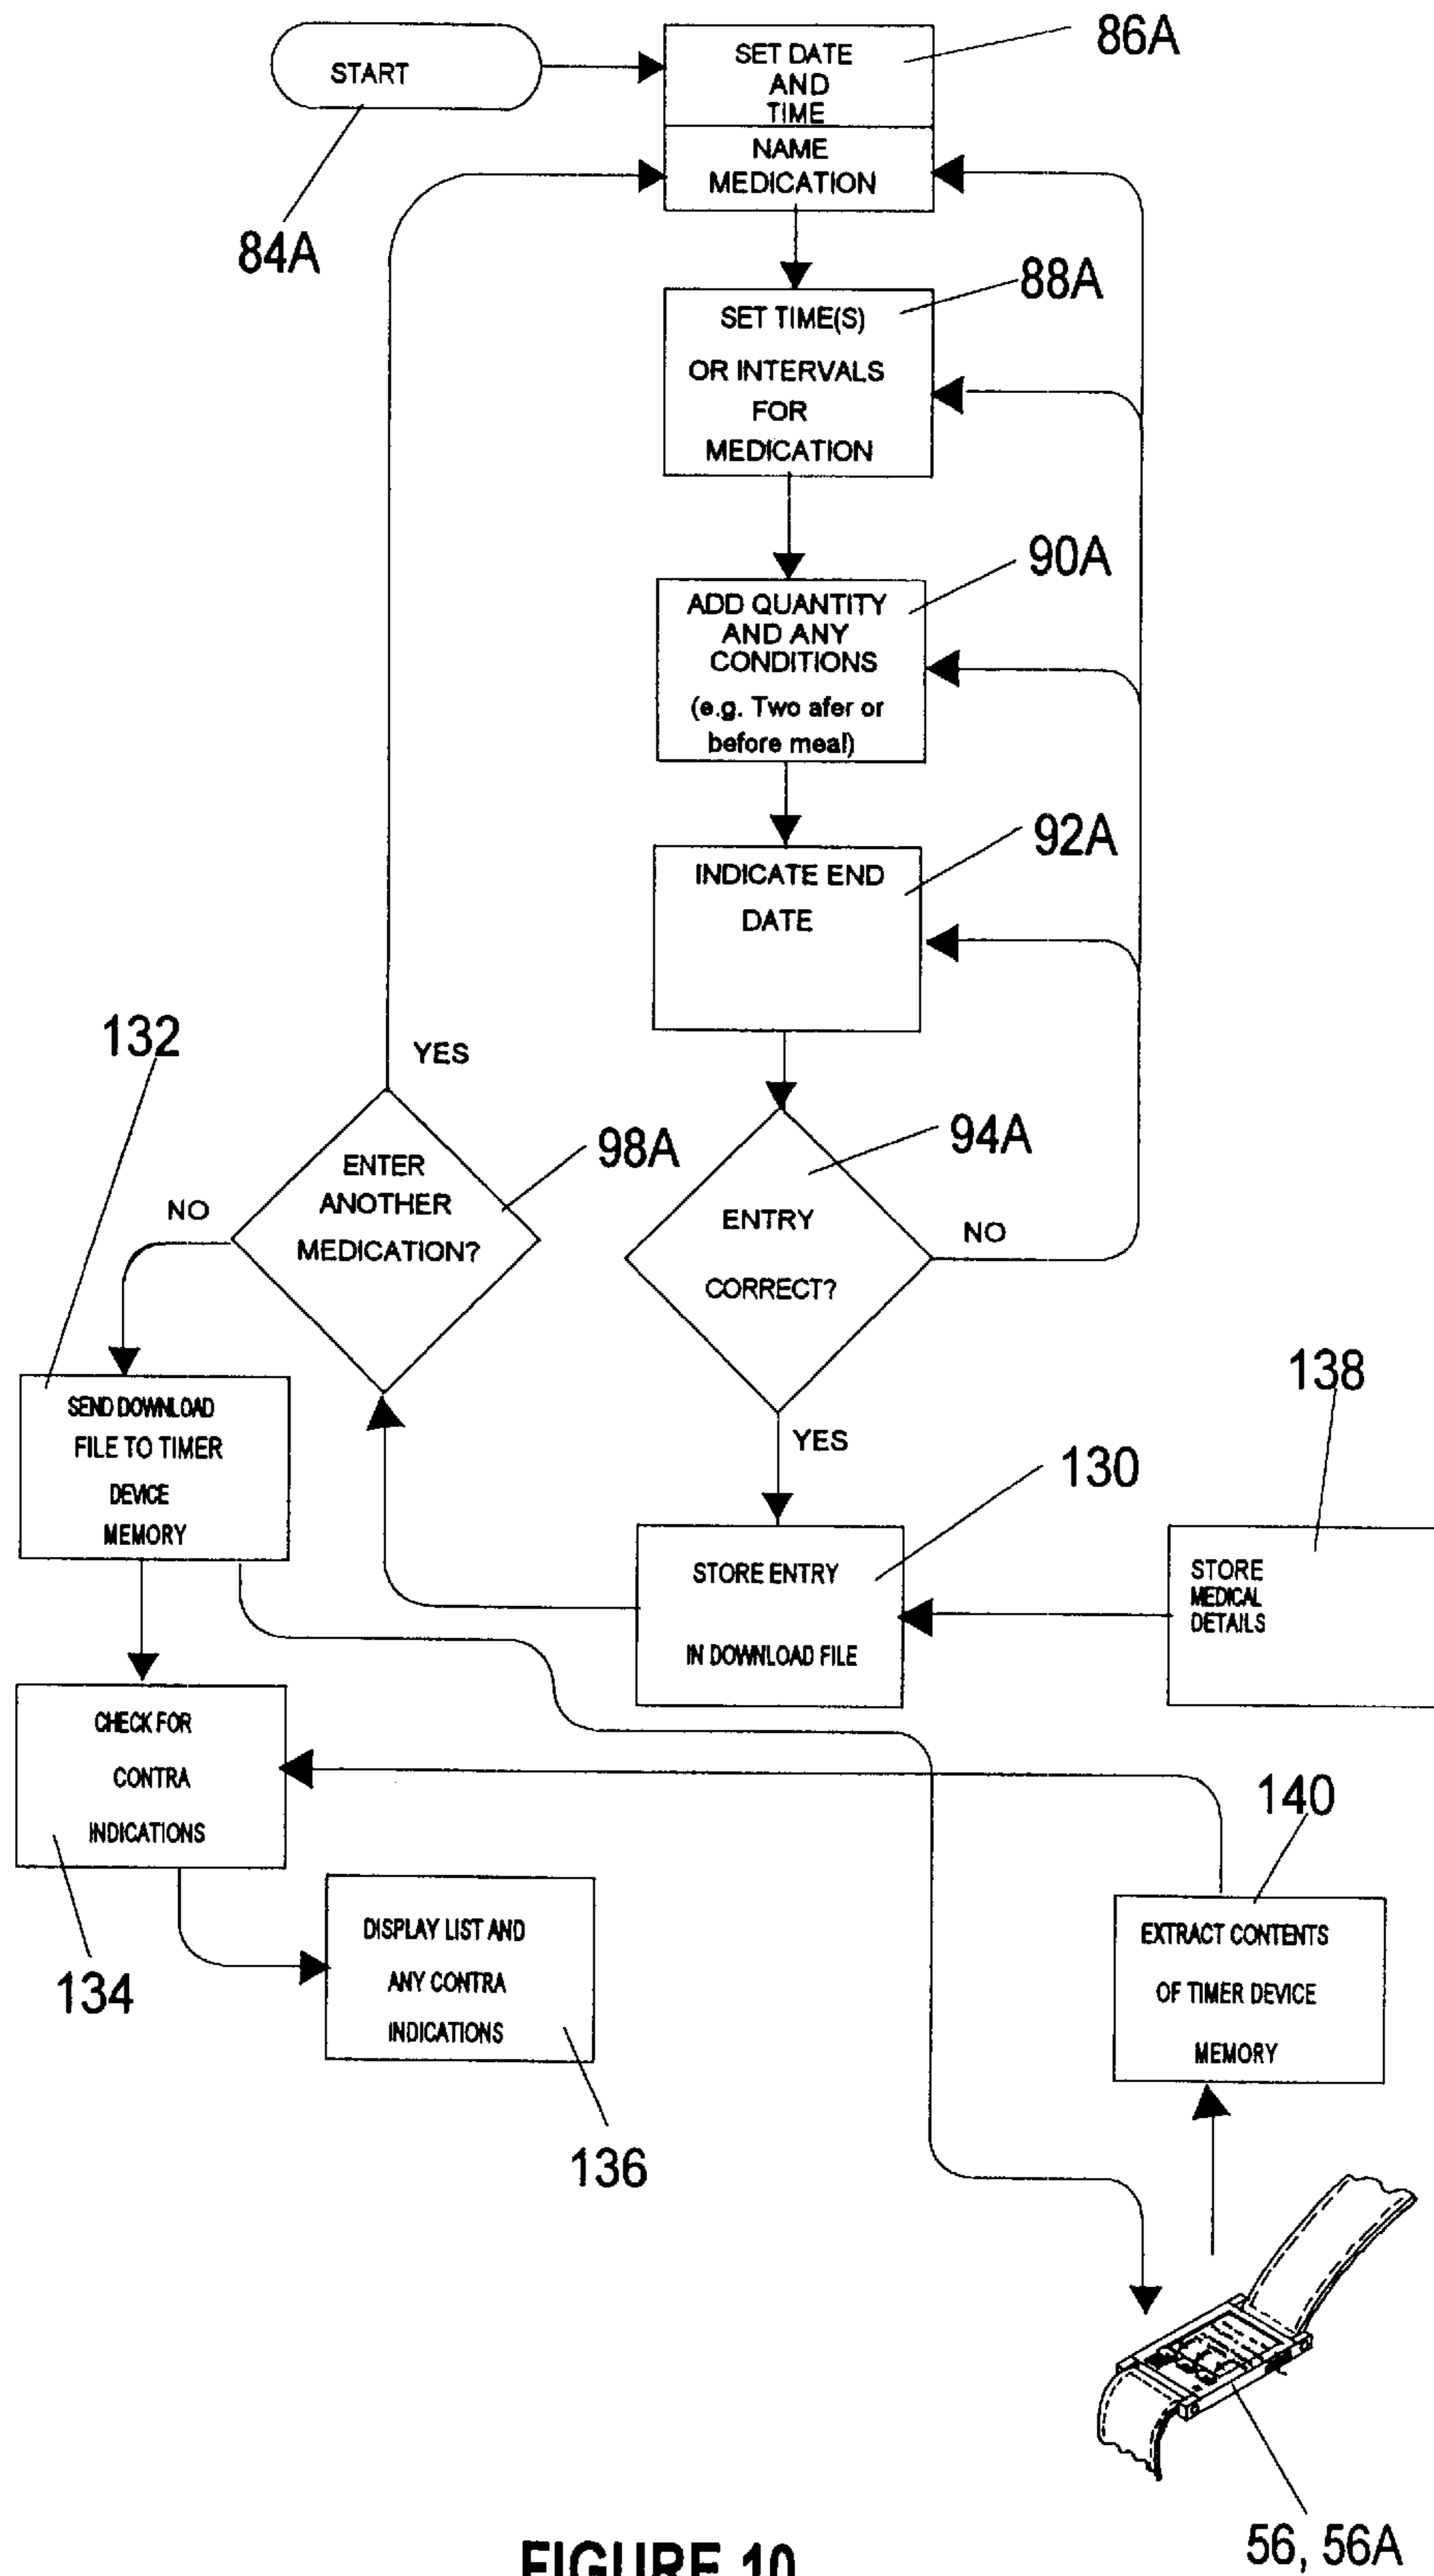 86A
START
SET DATE
AND
TIME
NAME
MEDICATION
84A
88A
SET TIME(S)
OR INTERVALS
FOR
MEDICATION
90A
ADD QUANTITY
AND ANY
CONDITIONS
(e.g. Two afer or
before meal)
92A
INDICATE END
DATE
132
YES
94A
98A
ENTER
ANOTHER
MEDICATION?
NO
ENTRY
CORRECT?
NO
138
SEND DOWNLOAD
FILE TO TIMER
DEVICE
MEMORY
YES
130
STORE ENTRY
IN DOWNLOAD FILE
STORE
MEDICAL
DETAILS
CHECK FOR
CONTRA
INDICATIONS
140
134
DISPLAY LIST AND
ANY CONTRA
INDICATIONS
EXTRACT CONTENTS
OF TIMER DEVICE
MEMORY
136
56, 56A
FIGURE 10